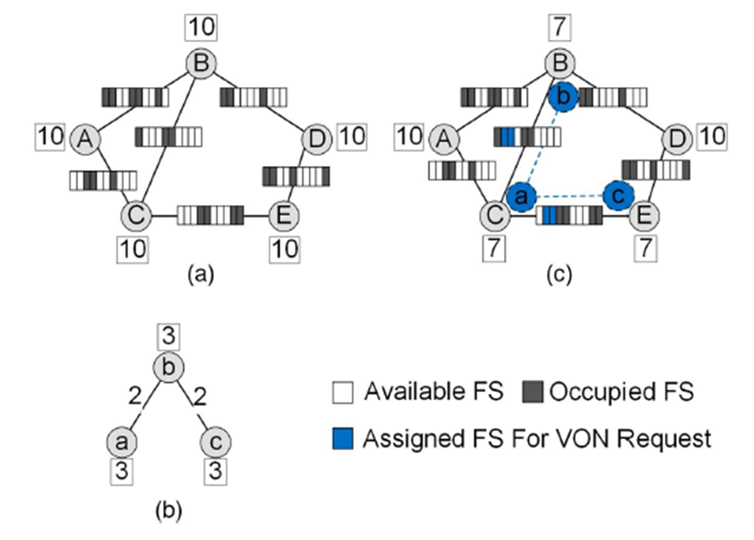 10
7
B
B
b
10 A
D 10
10 A
D 10
a
c
C
E
C
E
10
10
7
7
(a)
(c)
3
b
2
2
a
c
3
3
(b)
Available FS
Occupied FS
Assigned FS For VON Request